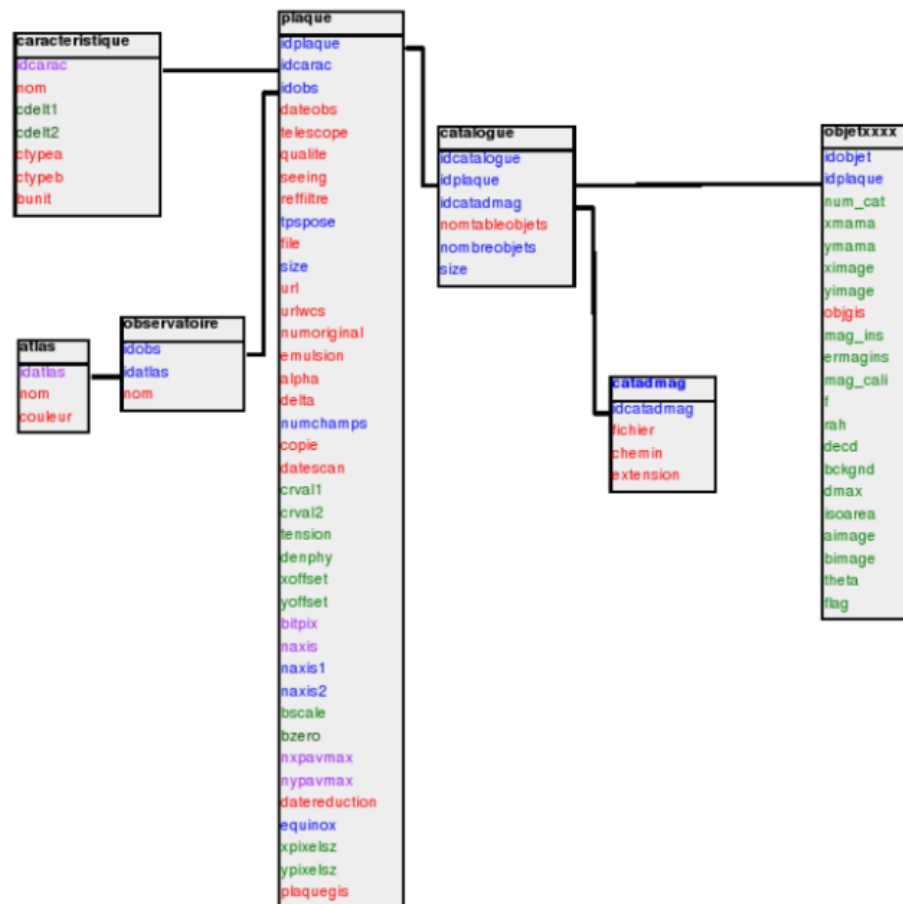 caracteristique
idcarac
nom
cdelt1
cdelt2
ctypea
ctypeb
bunit
atlas
idatlas
nom
couleur
observatoire
idobs
idatlas
nom
plaque
idplaque
idcarac
idobs
dateobs
telescope
qualite
seeing
reffiltre
tpspose
file
size
url
urlwcs
numoriginal
emulsion
alpha
delta
numchamps
copie
datescan
crval1
crval2
tension
denphy
xoffset
yoffset
bitpix
naxis
naxis1
naxis2
bscale
bzero
nxpavmax
nypavmax
datereduction
equinox
xpixelsz
ypixelsz
plaquegis
catalogue
idcatalogue
idplaque
idcatadmag
nomtableobjets
nombreobjets
size
catadmag
idcatadmag
fichier
chemin
extension
objetxxxx
idobjet
idplaque
num_cat
xmama
ymama
ximage
yimage
objgis
mag_ins
ermagins
mag_cali
f
rah
decd
bckgnd
dmax
isoarea
aimage
bimage
theta
flag